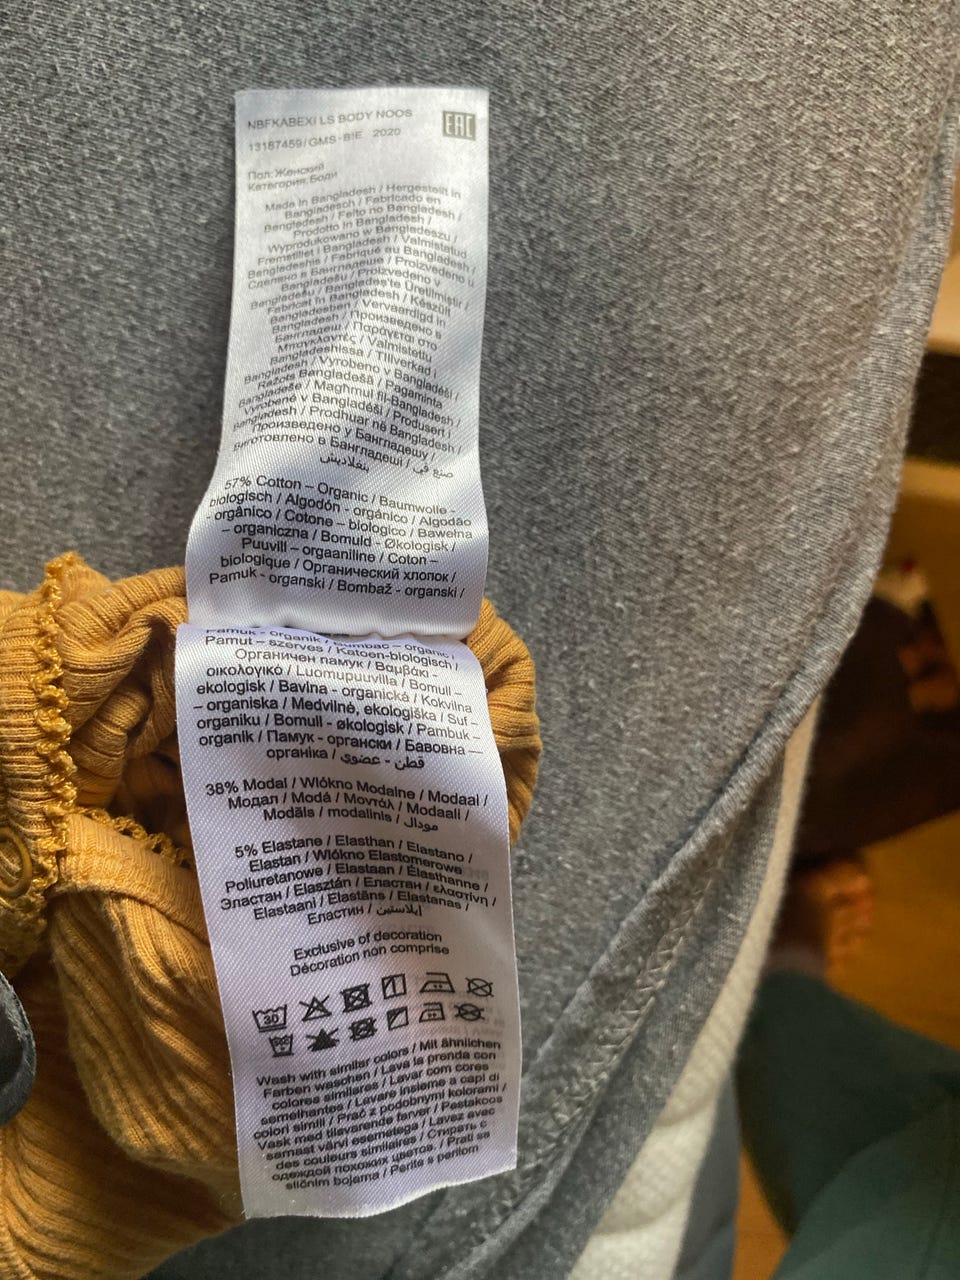 NBFKABEXI LS BODY NOOS
EAC
13187459/GMS-BIE 2020
Пол: Женский
Категория: Боди
Made in Bangladesh / Hergestellt in
Bangladesch / Fabricado en
Bangladesh / Feito no Bangladesh /
Prodotto in Bangladesh /
Wyprodukowano w Bangladeszu /
Fremstillet i Bangladesh / Valmistatud
Bangladeshis / Fabriqué au Bangladesh /
Сделано в Бангладеше / Proizvedeno u
Bangladešu / Proizvedeno v
Bangladešu / Bangladeş'te Üretilmiştir /
Fabricat în Bangladesh / Készült
Bangladesben / Vervaardigd in
Bangladesh / Произведено в
Бангладеш / Παράγεται στο
Μπαγκλαντές / Valmistettu
Bangladeshissa / Tillverkad i
Bangladesh / Vyrobeno v Bangladéši /
Ražots Bangladešā / Pagaminta
Bangladeše / Magħmul fil-Bangladesh /
Vyrobené v Bangladéši / Produsert i
Bangladesh / Prodhuar në Bangladesh /
Произведено у Бангладешу /
Виготовлено в Бангладеші / صنع في
بنغلاديش
57% Cotton – Organic / Baumwolle -
biologisch / Algodón - orgánico / Algodão
- orgânico / Cotone – biologico / Bawełna
– organiczna / Bomuld - Økologisk /
Puuvill – orgaaniline / Coton –
biologique / Органический хлопок /
Pamuk - organski / Bombaž - organski /
Pamuk - organik / Bumbac – organic /
Pamut – szerves / Katoen-biologisch /
Органичен памук / Βαμβάκι -
οικολογικό / Luomupuuvilla / Bomull –
ekologisk / Bavlna - organická / Kokvilna
– organiska / Medvilnė, ekologiška / Suf –
organiku / Bomull - økologisk / Pambuk –
organik / Памук - органски / Бавовна —
органіка / قطن - عضوي
38% Modal / Włókno Modalne / Modaal /
Модал / Modă / Μοντάλ / Modaali /
Modāls / modalinis / مودال
5% Elastane / Elasthan / Elastano /
Elastan / Włókno Elastomerowe
Poliuretanowe / Elastaan / Élasthanne /
Эластан / Elasztán / Еластан / ελαστίνη /
Elastaani / Elastāns / Elastanas /
Еластин / إيلاستين
Exclusive of decoration
Décoration non comprise
30
Wash with similar colors / Mit ähnlichen
Farben waschen / Lava la prenda con
colores similares / Lavar com cores
semelhantes / Lavare insieme a capi di
colori simili / Prać z podobnymi kolorami /
Vask med tilsvarende farver / Pestakoos
samast värvi esemetega / Lavez avec
des couleurs similaires / Стирать с
одеждой похожих цветов / Prati sa
sličnim bojama / Perite s perilom